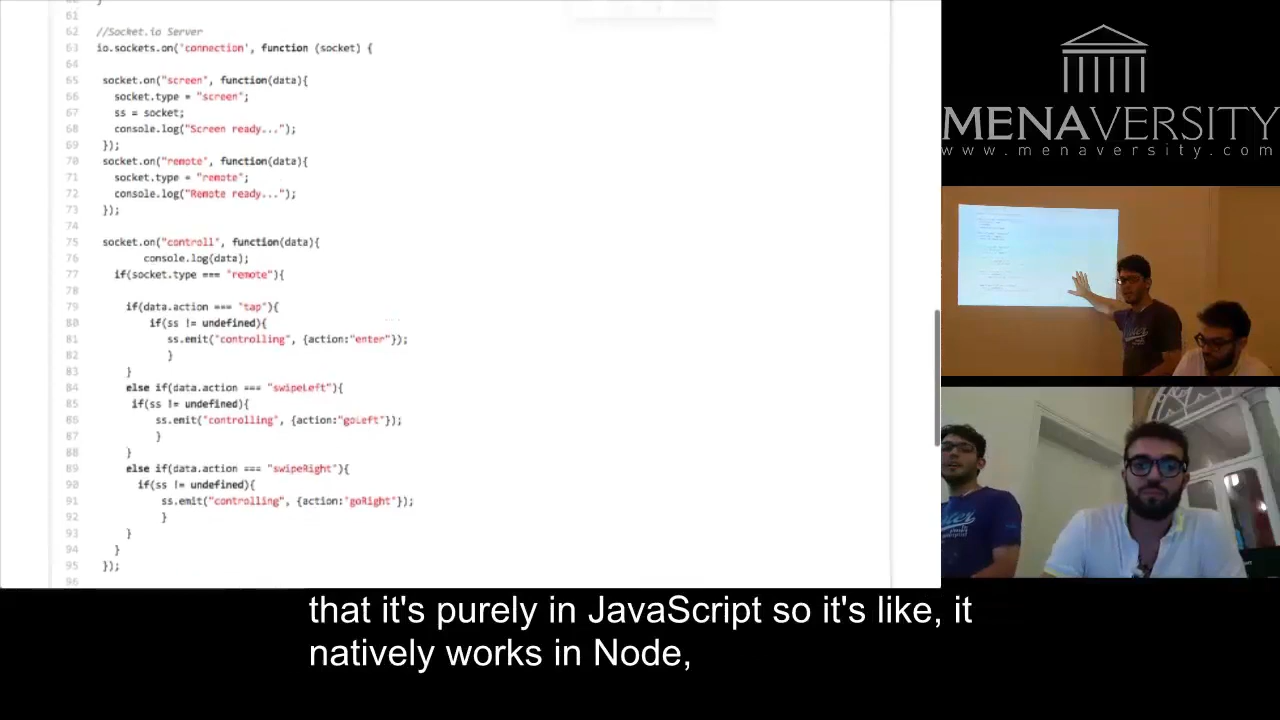 61
62 //Socket.io Server
63 io.sockets.on('connection', function (socket) {
64
65 socket.on("screen", function(data){
66 socket.type = "screen";
67 ss = socket;
68 console.log("Screen ready...");
69 });
70 socket.on("remote", function(data){
71 socket.type = "remote";
72 console.log("Remote ready...");
73 });
74
75 socket.on("controll", function(data){
76 console.log(data);
77 if(socket.type === "remote"){
78
79 if(data.action === "tap"){
80 if(ss != undefined){
81 ss.emit("controlling", {action:"enter"});
82 }
83 }
84 else if(data.action === "swipeLeft"){
85 if(ss != undefined){
86 ss.emit("controlling", {action:"goLeft"});
87 }
88 }
89 else if(data.action === "swipeRight"){
90 if(ss != undefined){
91 ss.emit("controlling", {action:"goRight"});
92 }
93 }
94 }
95 });
96
MENAVERSITY
www.menaversity.com
that it's purely in JavaScript so it's like, it
natively works in Node,